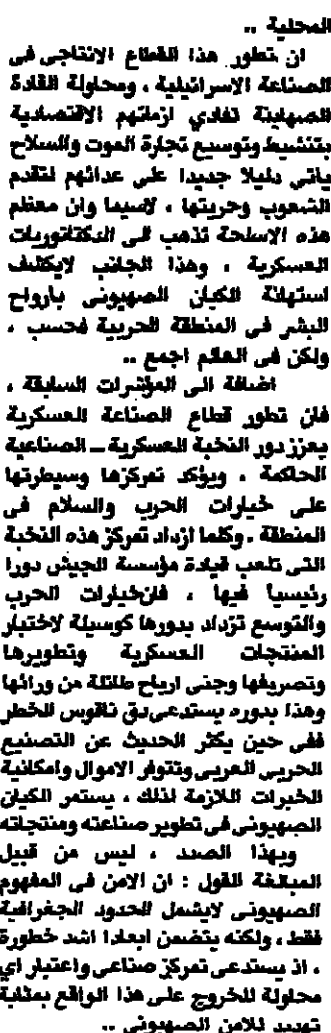 المحلية ..
ان تطور هذا القطاع الانتاجي في
الصناعة الاسرائيلية ، ومحاولة القادة
الصهاينة تفادي ازماتهم الاقتصادية
بتنشيط وتوسيع تجارة الموت والسلاح
ياتي دليلا جديدا على عدائهم لتقدم
الشعوب وحريتها ، لاسيما وان معظم
هذه الاسلحة تذهب الى الدكتاتوريات
العسكرية ، وهذا الجانب لايكشف
استهانة الكيان الصهيوني بارواح
البشر في المنطقة العربية فحسب ،
ولكن في العالم اجمع ..
اضافة الى المؤشرات السابقة ،
فان تطور قطاع الصناعة العسكرية
يعزز دور النخبة العسكرية ــ الصناعية
الحاكمة ، ويؤكد تمركزها وسيطرتها
على خيارات الحرب والسلام في
المنطقة . وكلما ازداد تمركز هذه النخبة
التي تلعب قيادة مؤسسة الجيش دورا
رئيسيا فيها ، فان خيارات الحرب
والتوسع تزداد بدورها كوسيلة لاختبار
المنتجات العسكرية وتطويرها
وتصريفها وجني ارباح طائلة من ورائها
وهذا بدوره يستدعي دق ناقوس الخطر
ففي حين يكثر الحديث عن التصنيع
الحربي العربي وتتوفر الاموال وامكانية
الخبرات اللازمة لذلك ، يستمر الكيان
الصهيوني في تطوير صناعته ومنتجاته
وبهذا الصدد ، ليس من قبيل
المبالغة القول : ان الامن في المفهوم
الصهيوني لايشمل الحدود الجغرافية
فقط ، ولكنه يتضمن ابعادا اشد خطورة
، اذ يستدعي تمركز صناعي واعتبار اي
محاولة للخروج على هذا الواقع بمثابة
تهديد للامن الصهيوني ..